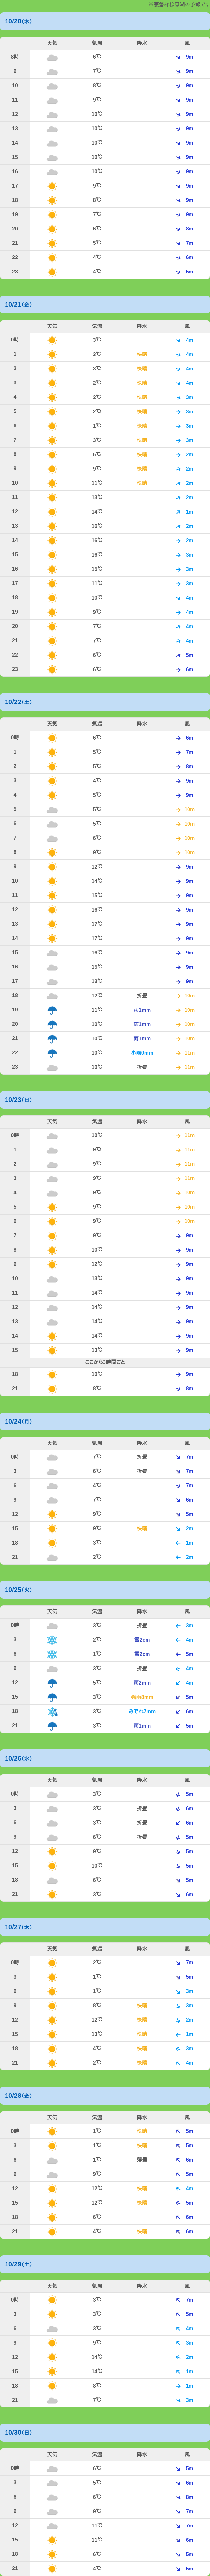 10/20(木)
天気 気温 降水 風
8時 6℃ 9m
9 7℃ 9m
10 8℃ 9m
11 9℃ 9m
12 10℃ 9m
13 10℃ 9m
14 10℃ 9m
15 10℃ 9m
16 10℃ 9m
17 9℃ 9m
18 8℃ 9m
19 7℃ 9m
20 6℃ 8m
21 5℃ 7m
22 4℃ 6m
23 4℃ 5m
10/21(金)
天気 気温 降水 風
0時 3℃ 4m
1 3℃ 快晴 4m
2 3℃ 快晴 4m
3 2℃ 快晴 4m
4 2℃ 快晴 3m
5 2℃ 快晴 3m
6 1℃ 快晴 3m
7 3℃ 快晴 3m
8 6℃ 快晴 2m
9 9℃ 快晴 2m
10 11℃ 快晴 2m
11 13℃ 2m
12 14℃ 1m
13 16℃ 2m
14 16℃ 2m
15 16℃ 3m
16 15℃ 3m
17 11℃ 3m
18 10℃ 4m
19 9℃ 4m
20 7℃ 4m
21 7℃ 4m
22 6℃ 5m
23 6℃ 6m
10/22(土)
天気 気温 降水 風
0時 6℃ 6m
1 5℃ 7m
2 5℃ 8m
3 4℃ 9m
4 5℃ 9m
5 5℃ 10m
6 5℃ 10m
7 6℃ 10m
8 9℃ 10m
9 12℃ 9m
10 14℃ 9m
11 15℃ 9m
12 16℃ 9m
13 17℃ 9m
14 17℃ 9m
15 16℃ 9m
16 15℃ 9m
17 13℃ 9m
18 12℃ 折畳 10m
19 11℃ 雨1mm 10m
20 10℃ 雨1mm 10m
21 10℃ 雨1mm 10m
22 10℃ 小雨0mm 11m
23 10℃ 折畳 11m
10/23(日)
天気 気温 降水 風
0時 10℃ 11m
1 9℃ 11m
2 9℃ 11m
3 9℃ 11m
4 9℃ 10m
5 9℃ 10m
6 9℃ 10m
7 9℃ 9m
8 10℃ 9m
9 12℃ 9m
10 13℃ 9m
11 14℃ 9m
12 14℃ 9m
13 14℃ 9m
14 14℃ 9m
15 13℃ 9m
ここから3時間ごと
18 10℃ 9m
21 8℃ 8m
10/24(月)
天気 気温 降水 風
0時 7℃ 折畳 7m
3 6℃ 折畳 7m
6 4℃ 7m
9 7℃ 6m
12 9℃ 5m
15 9℃ 快晴 2m
18 3℃ 1m
21 2℃ 2m
10/25(火)
天気 気温 降水 風
0時 3℃ 折畳 3m
3 2℃ 雪2cm 4m
6 1℃ 雪2cm 5m
9 3℃ 折畳 4m
12 5℃ 雨2mm 4m
15 3℃ 5m
18 3℃ みぞれ7mm 6m
21 3℃ 雨1mm 5m
10/26(水)
天気 気温 降水 風
0時 3℃ 5m
3 3℃ 折畳 6m
6 3℃ 折畳 6m
9 6℃ 折畳 5m
12 9℃ 5m
15 10℃ 5m
18 6℃ 5m
21 3℃ 6m
10/27(木)
天気 気温 降水 風
0時 2℃ 7m
3 1℃ 5m
6 1℃ 3m
9 8℃ 快晴 3m
12 12℃ 快晴 2m
15 13℃ 快晴 1m
18 4℃ 快晴 3m
21 2℃ 快晴 4m
10/28(金)
天気 気温 降水 風
0時 1℃ 快晴 5m
3 1℃ 快晴 5m
6 1℃ 薄曇 6m
9 9℃ 5m
12 12℃ 快晴 4m
15 12℃ 快晴 5m
18 6℃ 6m
21 4℃ 快晴 6m
10/29(土)
天気 気温 降水 風
0時 3℃ 7m
3 3℃ 5m
6 3℃ 4m
9 9℃ 3m
12 14℃ 2m
15 14℃ 1m
18 8℃ 1m
21 7℃ 3m
10/30(日)
天気 気温 降水 風
0時 6℃ 5m
3 5℃ 6m
6 6℃ 8m
9 9℃ 7m
12 11℃ 7m
15 11℃ 6m
18 6℃ 5m
21 4℃ 5m